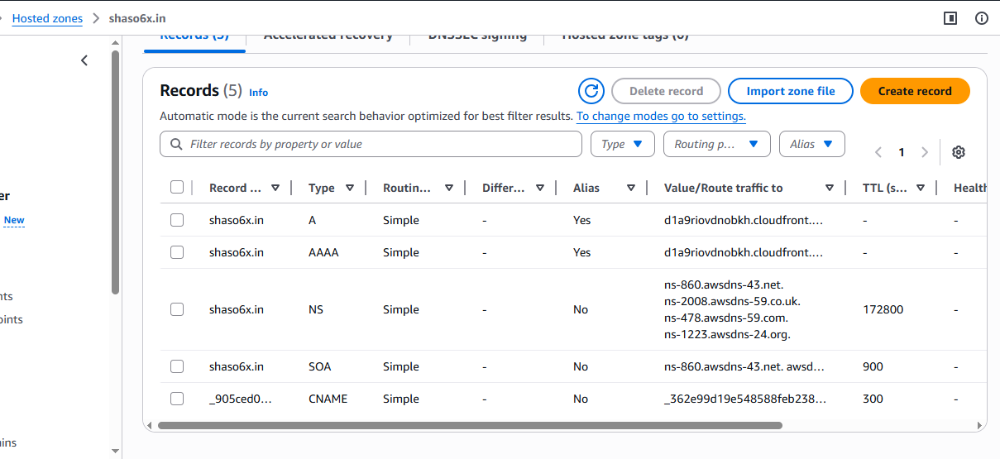 Hosted zones > shaso6x.in
Records (5) Accelerated recovery DNSSEC signing Hosted zone tags (0)
Records (5) Info
Delete record
Import zone file
Create record
Automatic mode is the current search behavior optimized for best filter results. To change modes go to settings.
Filter records by property or value
Type
Routing p...
Alias
1
er
New
nts
oints
ins
Record ... Type Routin... Differ... Alias Value/Route traffic to TTL (s... Health
shaso6x.in A Simple - Yes d1a9riovdnobkh.cloudfront.... - -
shaso6x.in AAAA Simple - Yes d1a9riovdnobkh.cloudfront.... - -
ns-860.awsdns-43.net.
ns-2008.awsdns-59.co.uk.
shaso6x.in NS Simple - No 172800 -
ns-478.awsdns-59.com.
ns-1223.awsdns-24.org.
shaso6x.in SOA Simple - No ns-860.awsdns-43.net. awsd... 900 -
_905ced0... CNAME Simple - No _362e99d19e548588feb238... 300 -